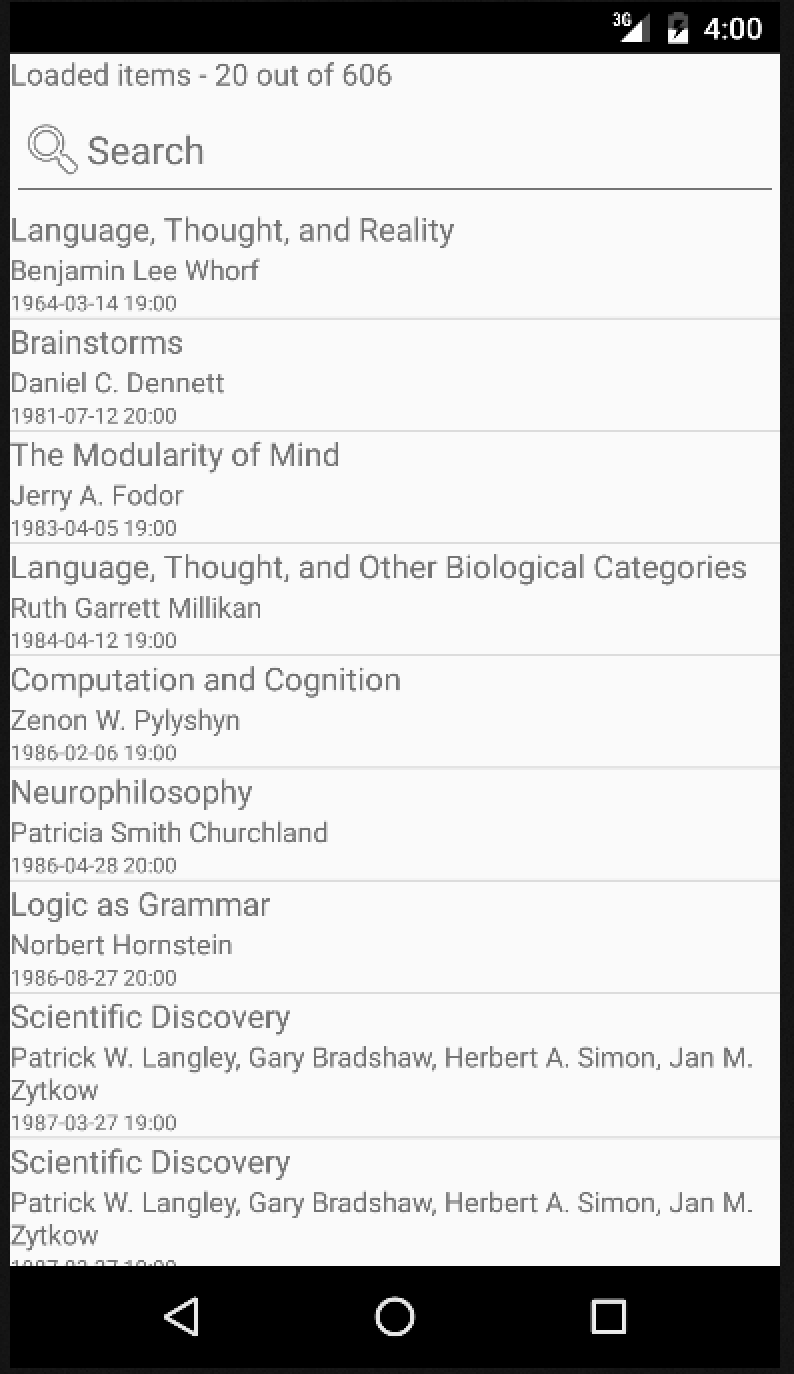 3G 4:00
Loaded items - 20 out of 606
Search
Language, Thought, and Reality
Benjamin Lee Whorf
1964-03-14 19:00
Brainstorms
Daniel C. Dennett
1981-07-12 20:00
The Modularity of Mind
Jerry A. Fodor
1983-04-05 19:00
Language, Thought, and Other Biological Categories
Ruth Garrett Millikan
1984-04-12 19:00
Computation and Cognition
Zenon W. Pylyshyn
1986-02-06 19:00
Neurophilosophy
Patricia Smith Churchland
1986-04-28 20:00
Logic as Grammar
Norbert Hornstein
1986-08-27 20:00
Scientific Discovery
Patrick W. Langley, Gary Bradshaw, Herbert A. Simon, Jan M.
Zytkow
1987-03-27 19:00
Scientific Discovery
Patrick W. Langley, Gary Bradshaw, Herbert A. Simon, Jan M.
Zytkow